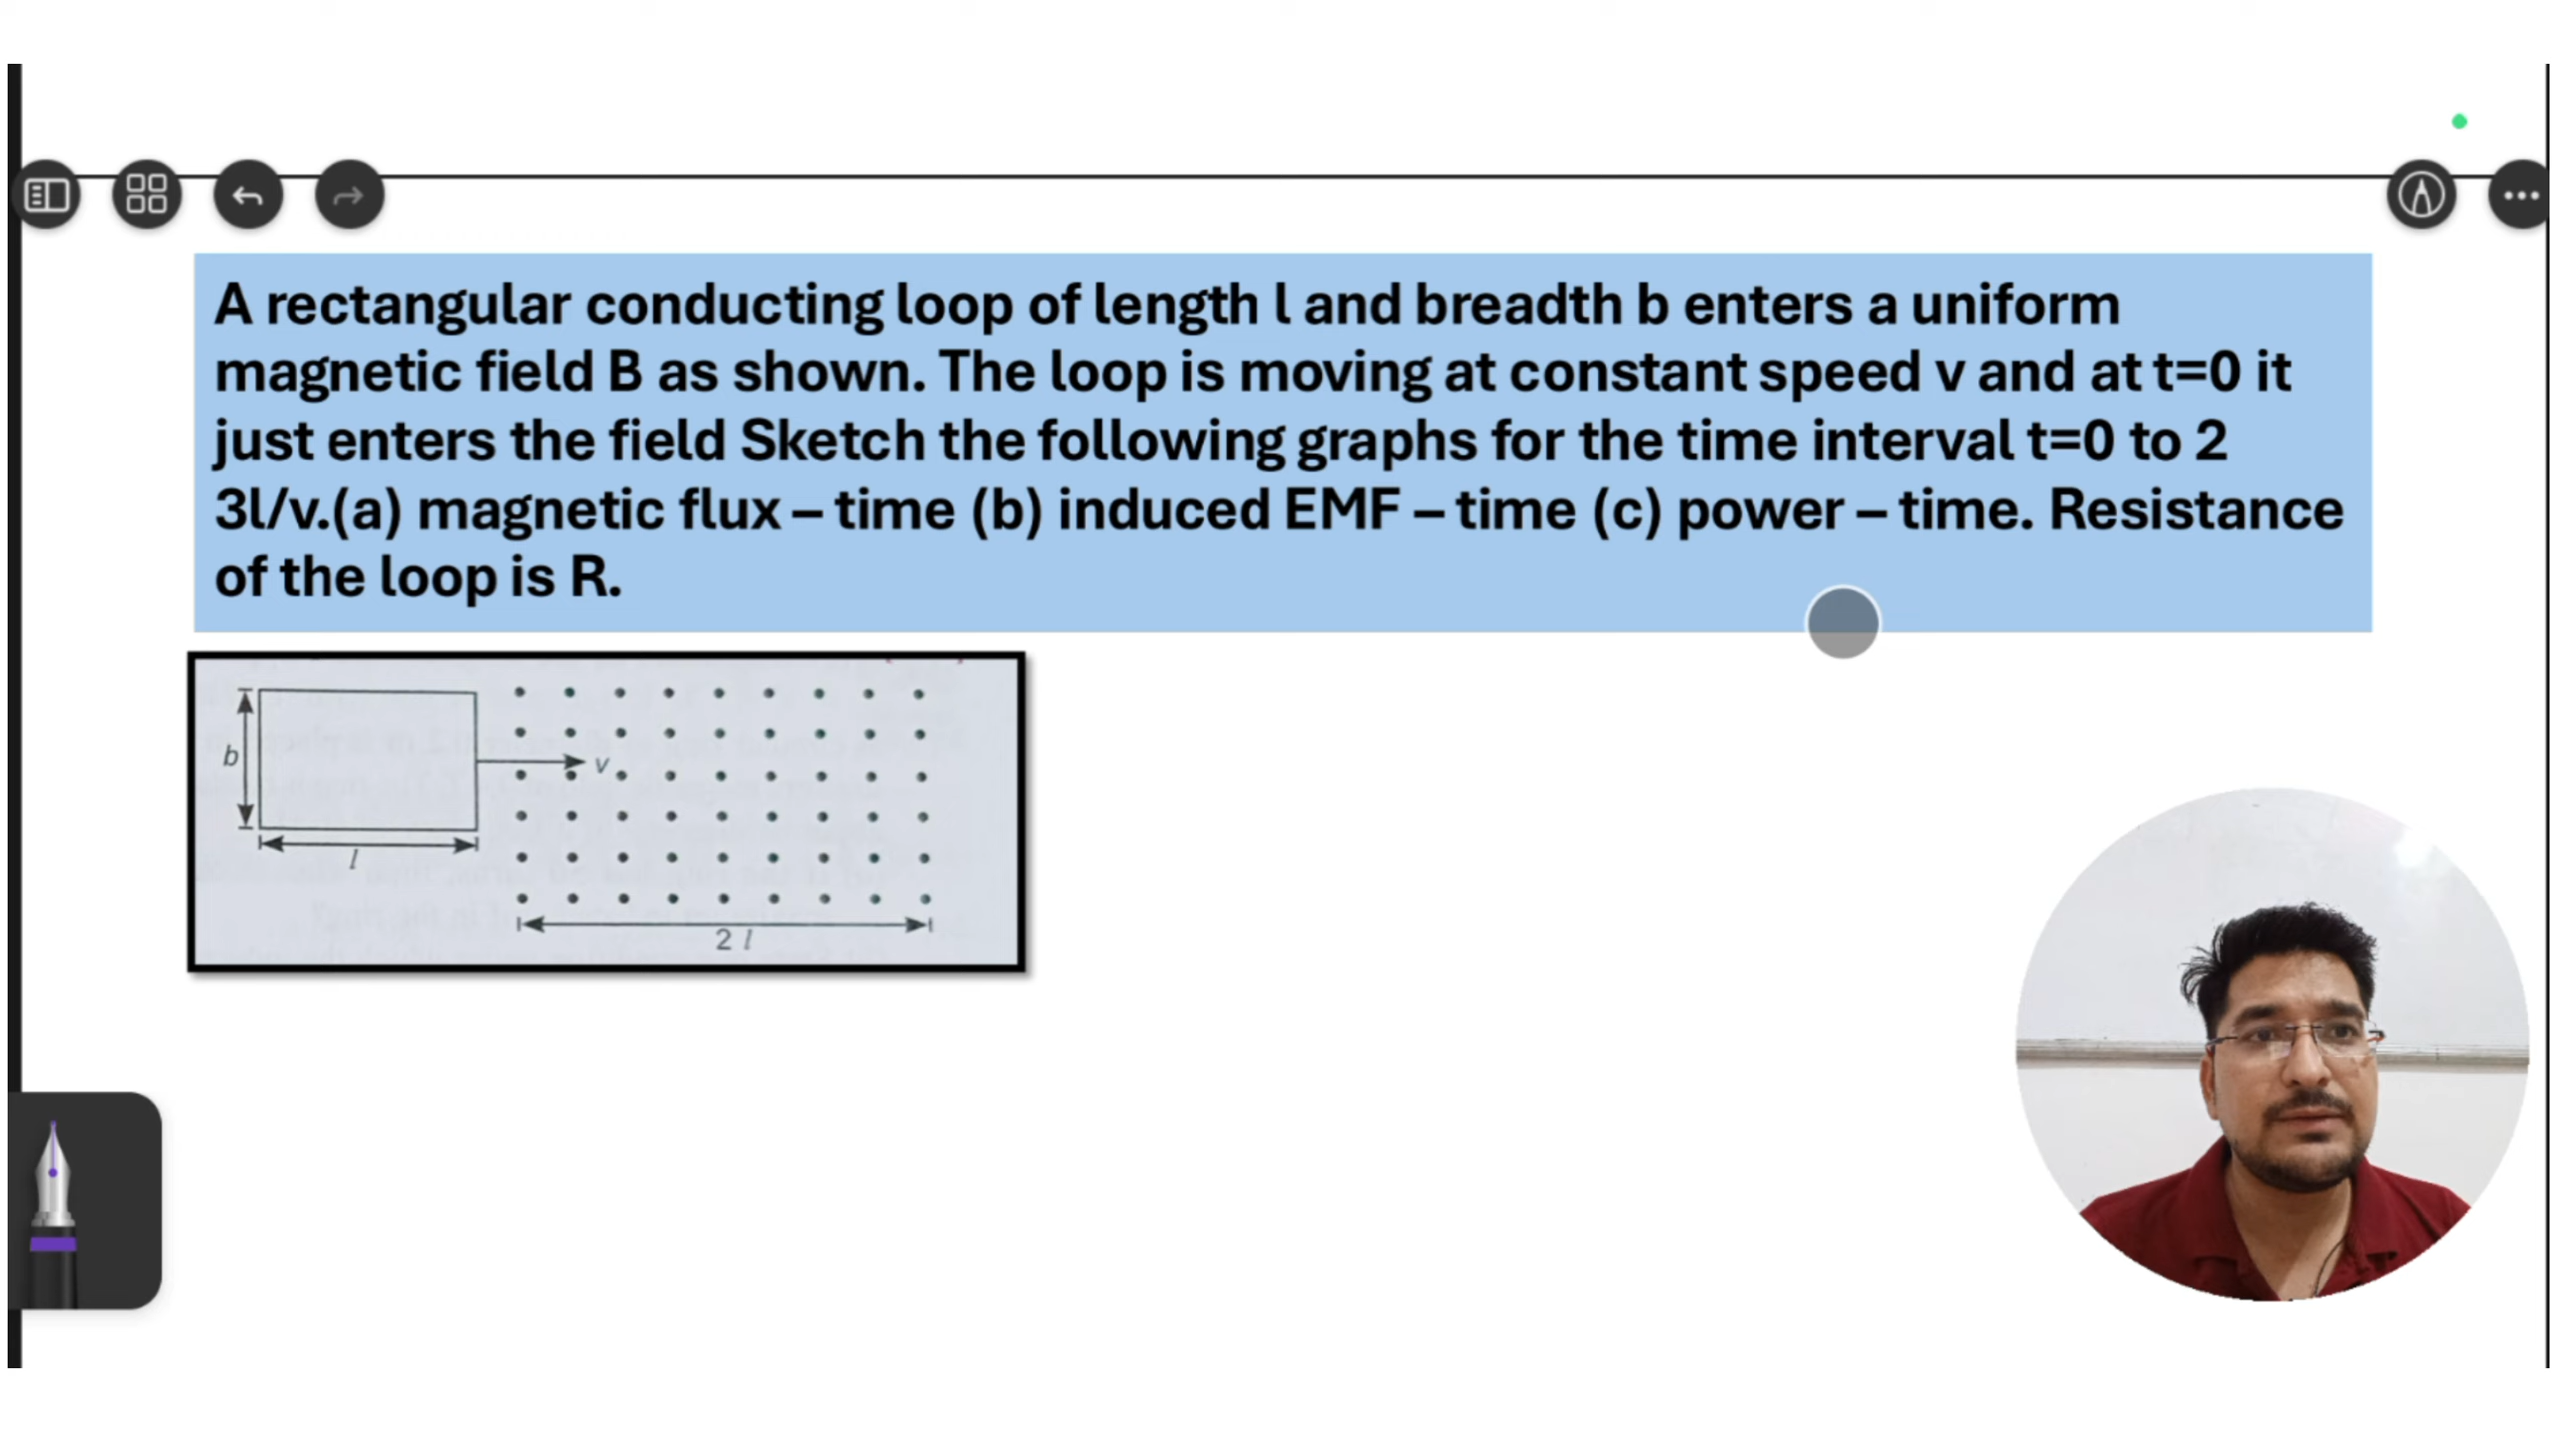 A rectangular conducting loop of length l and breadth b enters a uniform
magnetic field B as shown. The loop is moving at constant speed v and at t=0 it
just enters the field Sketch the following graphs for the time interval t=0 to 2
3l/v.(a) magnetic flux – time (b) induced EMF – time (c) power – time. Resistance
of the loop is R.
b
v
l
2 l